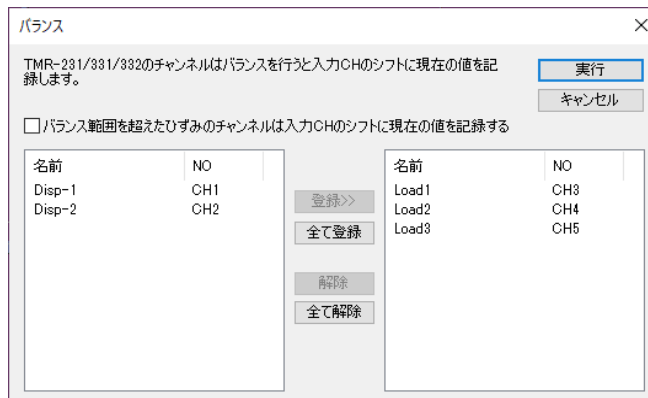 バランス
TMR-231/331/332のチャンネルはバランスを行うと入力CHのシフトに現在の値を記
録します。
実行
キャンセル
バランス範囲を超えたひずみのチャンネルは入力CHのシフトに現在の値を記録する
名前 NO
Disp-1 CH1
Disp-2 CH2
登録>>
全て登録
解除
全て解除
名前 NO
Load1 CH3
Load2 CH4
Load3 CH5